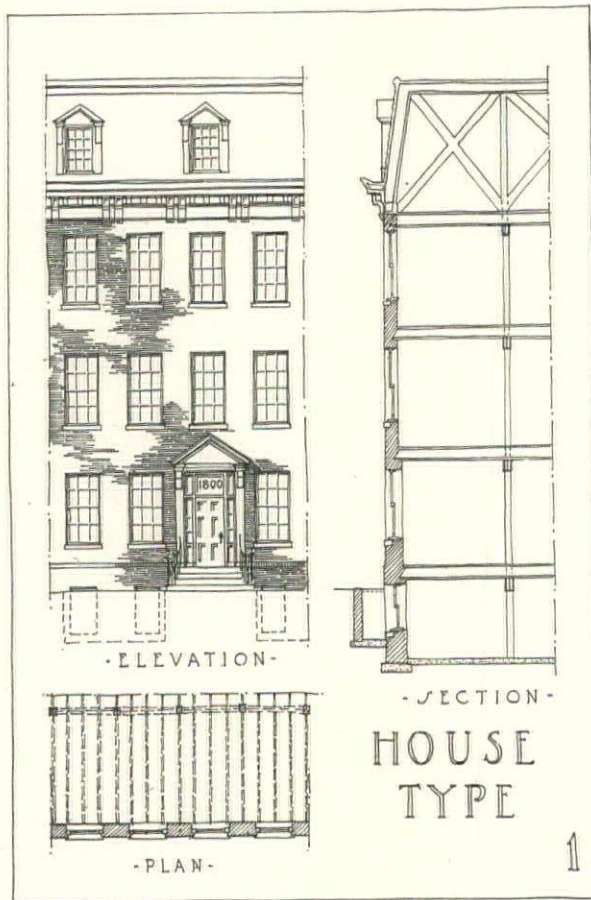 1800
-ELEVATION-
-SECTION-
-PLAN-
HOUSE
TYPE
1